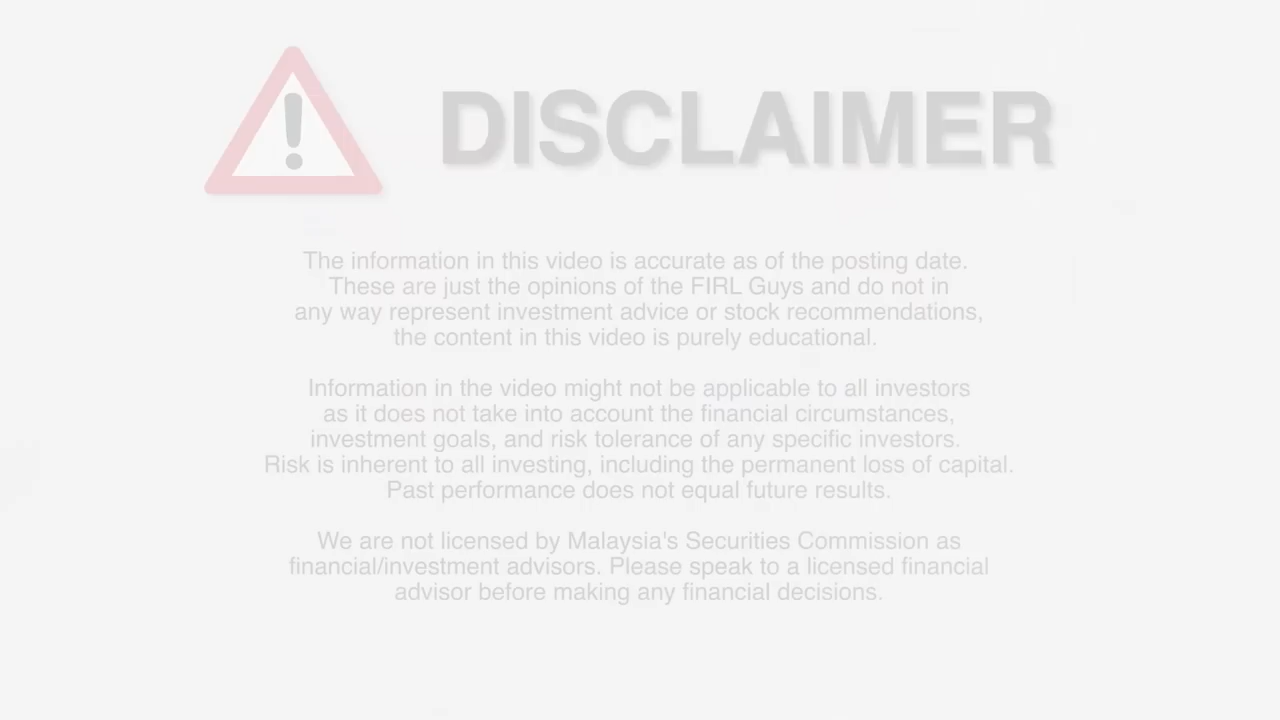 DISCLAIMER
The information in this video is accurate as of the posting date.
These are just the opinions of the FIRL Guys and do not in
any way represent investment advice or stock recommendations,
the content in this video is purely educational.
Information in the video might not be applicable to all investors
as it does not take into account the financial circumstances,
investment goals, and risk tolerance of any specific investors.
Risk is inherent to all investing, including the permanent loss of capital.
Past performance does not equal future results.
We are not licensed by Malaysia's Securities Commission as
financial/investment advisors. Please speak to a licensed financial
advisor before making any financial decisions.